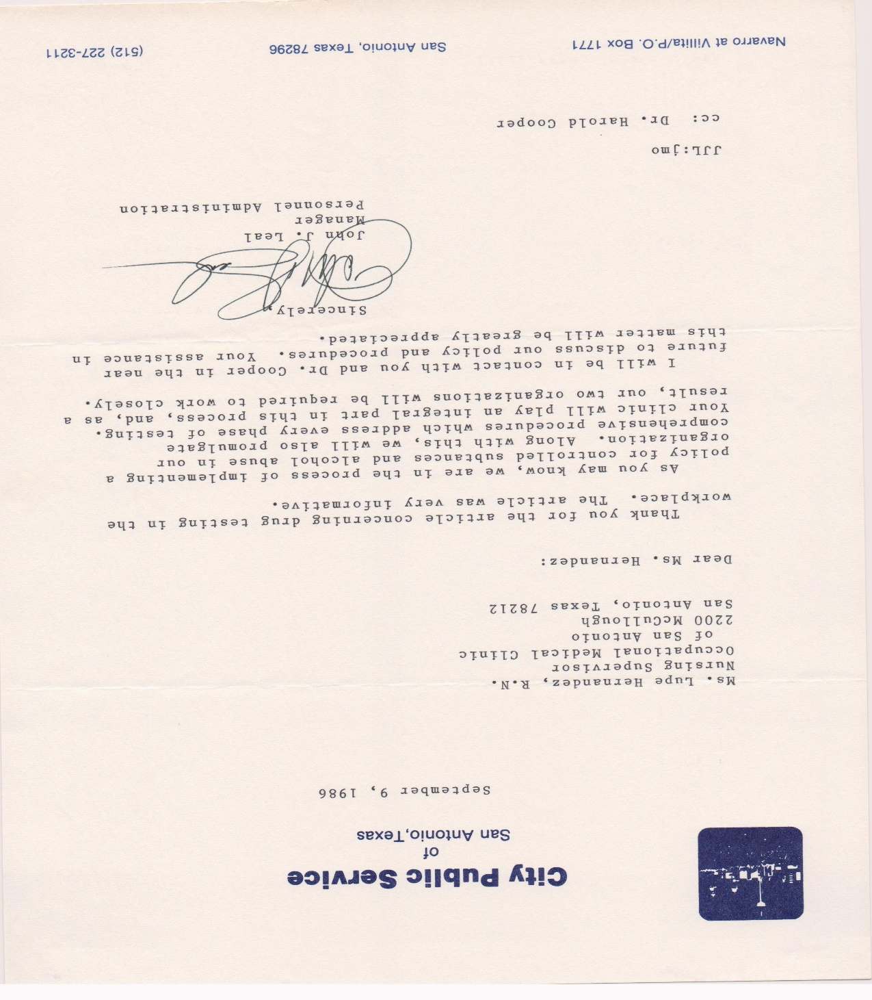 City Public Service
of
San Antonio, Texas
September 9, 1986
Ms. Lupe Hernandez, R.N.
Nursing Supervisor
Occupational Medical Clinic
of San Antonio
2200 McCullough
San Antonio, Texas 78212
Dear Ms. Hernandez:
Thank you for the article concerning drug testing in the
workplace. The article was very informative.
As you may know, we are in the process of implementing a
policy for controlled subtances and alcohol abuse in our
organization. Along with this, we will also promulgate
comprehensive procedures which address every phase of testing.
Your clinic will play an integral part in this process, and, as a
result, our two organizations will be required to work closely.
I will be in contact with you and Dr. Cooper in the near
future to discuss our policy and procedures. Your assistance in
this matter will be greatly appreciated.
Sincerely,
John J. Leal
Manager
Personnel Administration
JJL:jmo
cc: Dr. Harold Cooper
Navarro at Villita/P.O. Box 1771 San Antonio, Texas 78296 (512) 227-3211